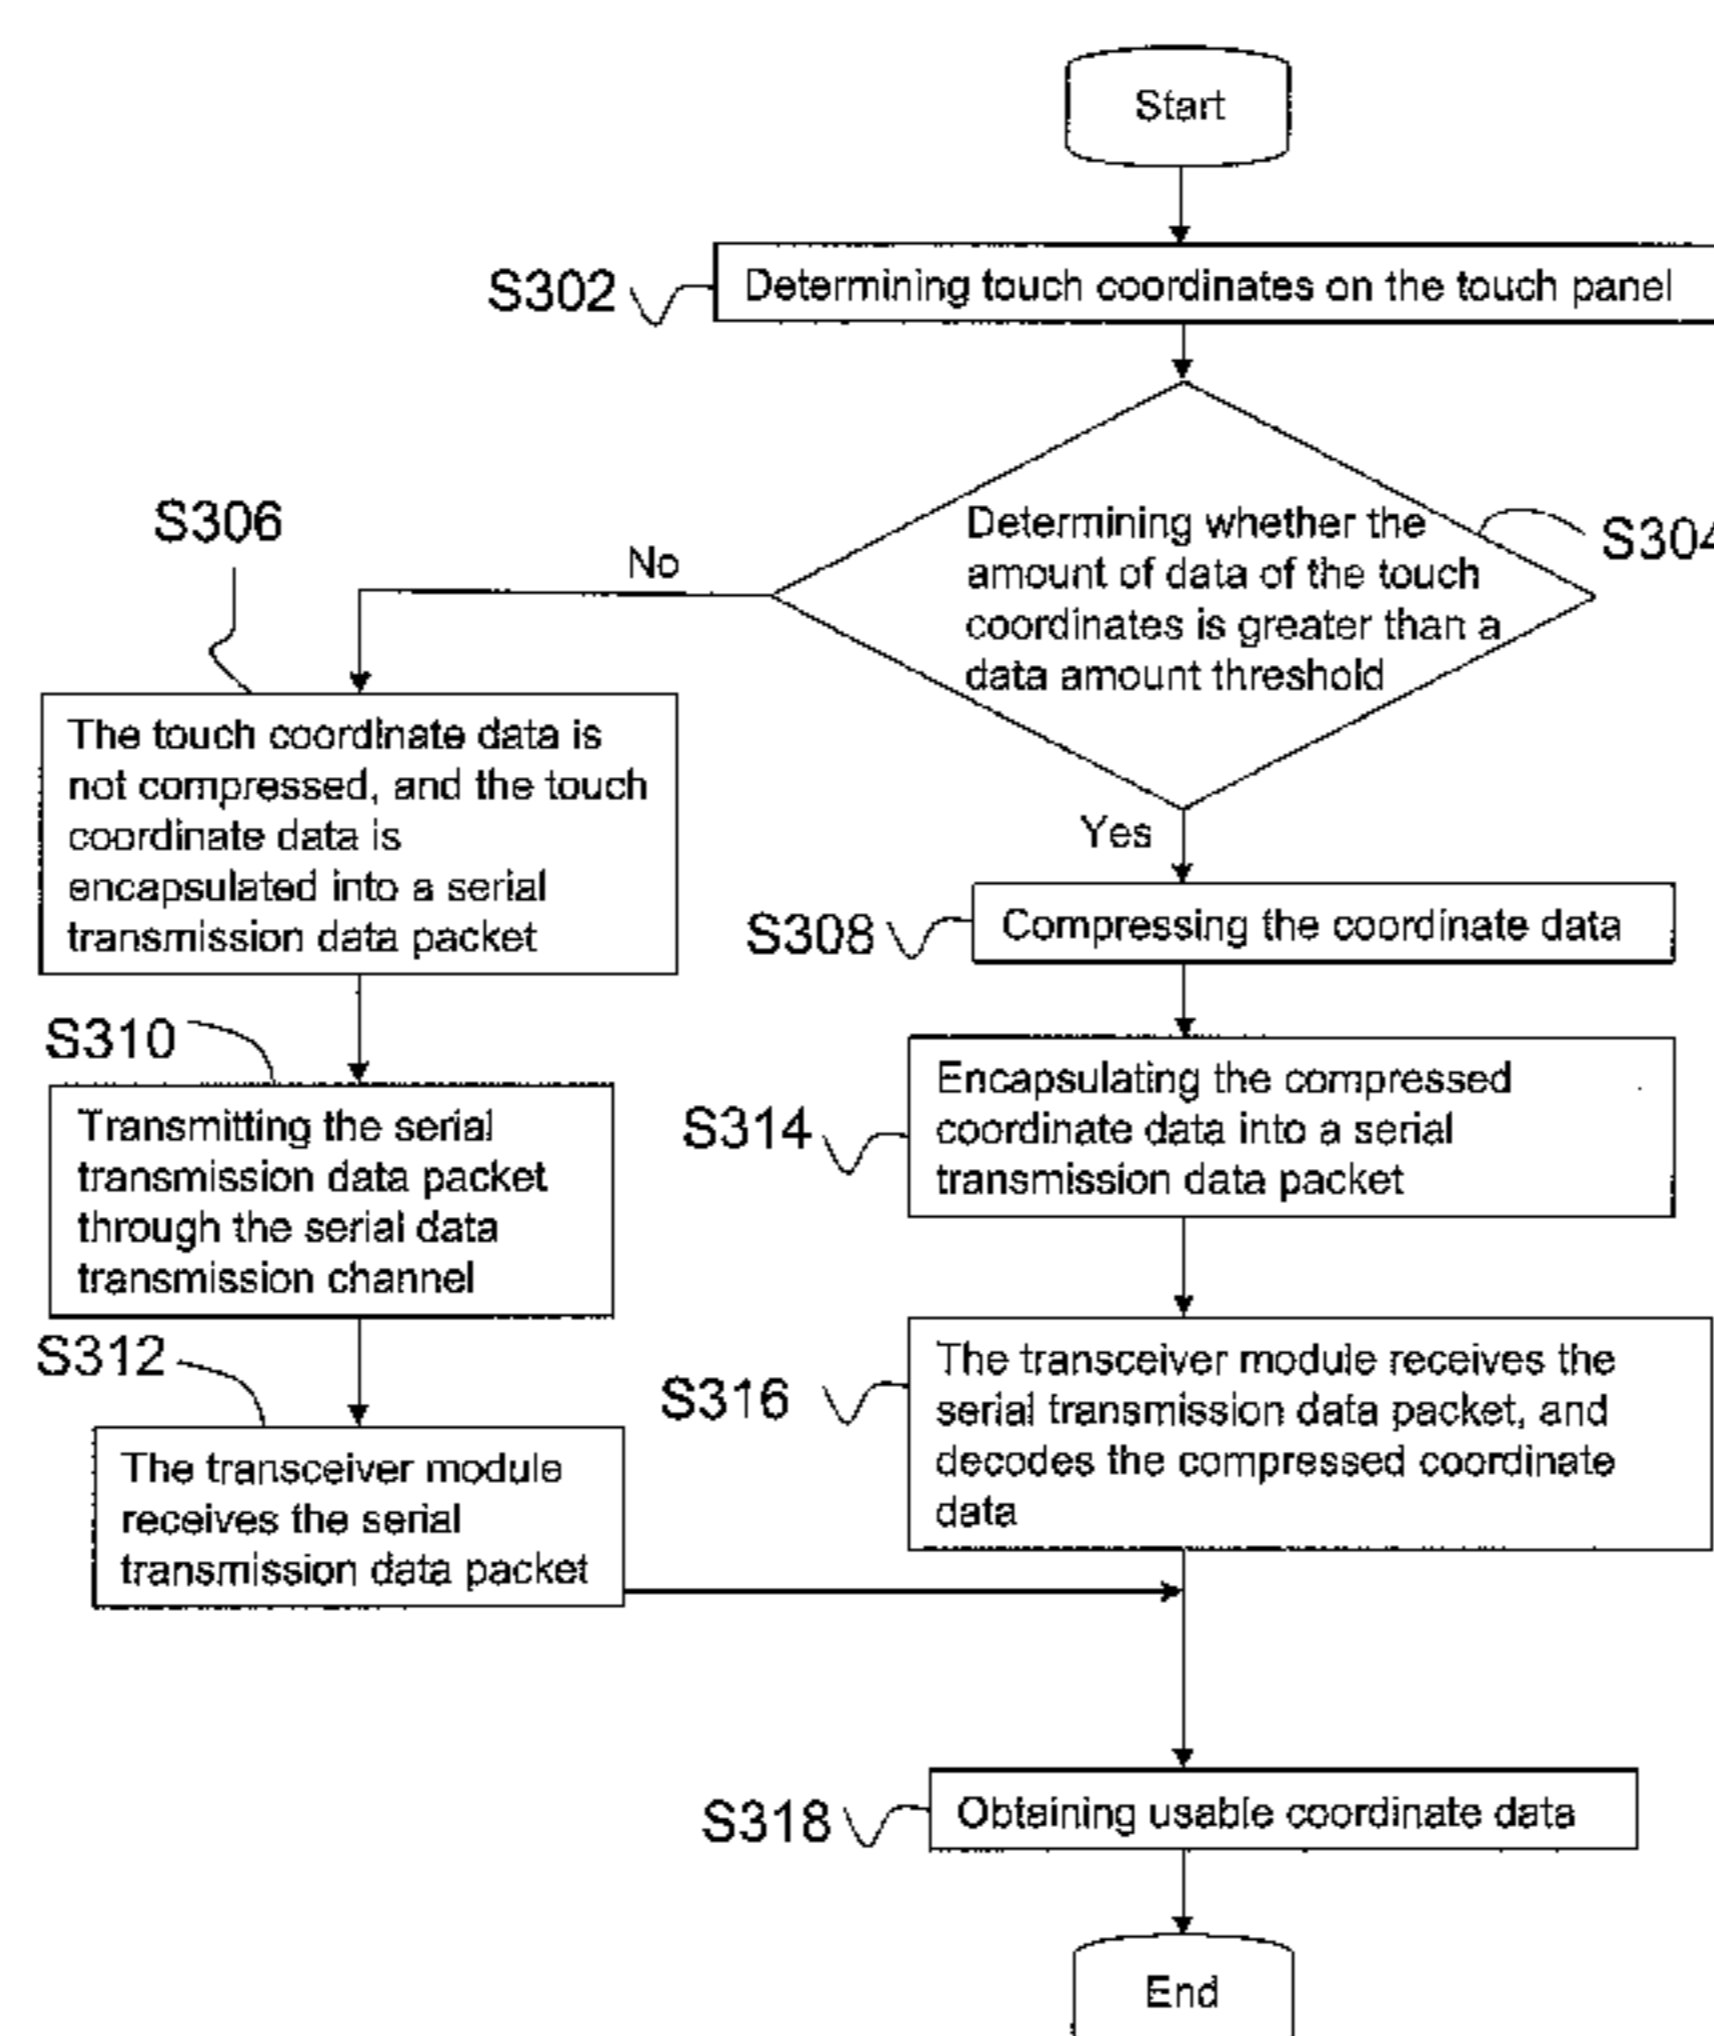 Start
S302
Determining touch coordinates on the touch panel
S304
Determining whether the
amount of data of the touch
coordinates is greater than a
data amount threshold
No
Yes
S306
The touch coordinate data is
not compressed, and the touch
coordinate data is
encapsulated into a serial
transmission data packet
S308
Compressing the coordinate data
S310
Transmitting the serial
transmission data packet
through the serial data
transmission channel
S314
Encapsulating the compressed
coordinate data into a serial
transmission data packet
S312
The transceiver module
receives the serial
transmission data packet
S316
The transceiver module receives the
serial transmission data packet, and
decodes the compressed coordinate
data
S318
Obtaining usable coordinate data
End